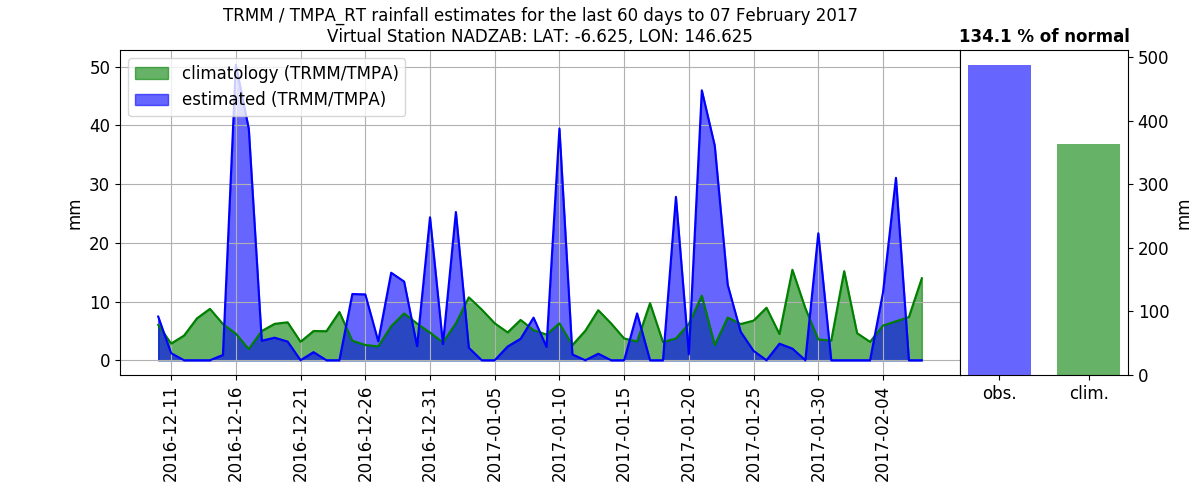 TRMM / TMPA_RT rainfall estimates for the last 60 days to 07 February 2017
Virtual Station NADZAB: LAT: -6.625, LON: 146.625
134.1 % of normal
climatology (TRMM/TMPA)
estimated (TRMM/TMPA)
50
40
30
20
10
0
mm
500
400
300
200
100
0
mm
obs.
clim.
2016-12-11
2016-12-16
2016-12-21
2016-12-26
2016-12-31
2017-01-05
2017-01-10
2017-01-15
2017-01-20
2017-01-25
2017-01-30
2017-02-04